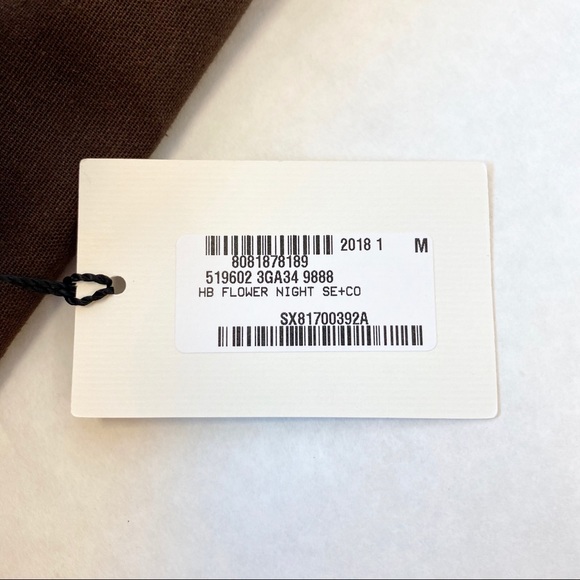 2018 1 M
8081878189
519602 3GA34 9888
HB FLOWER NIGHT SE+CO
SX81700392A